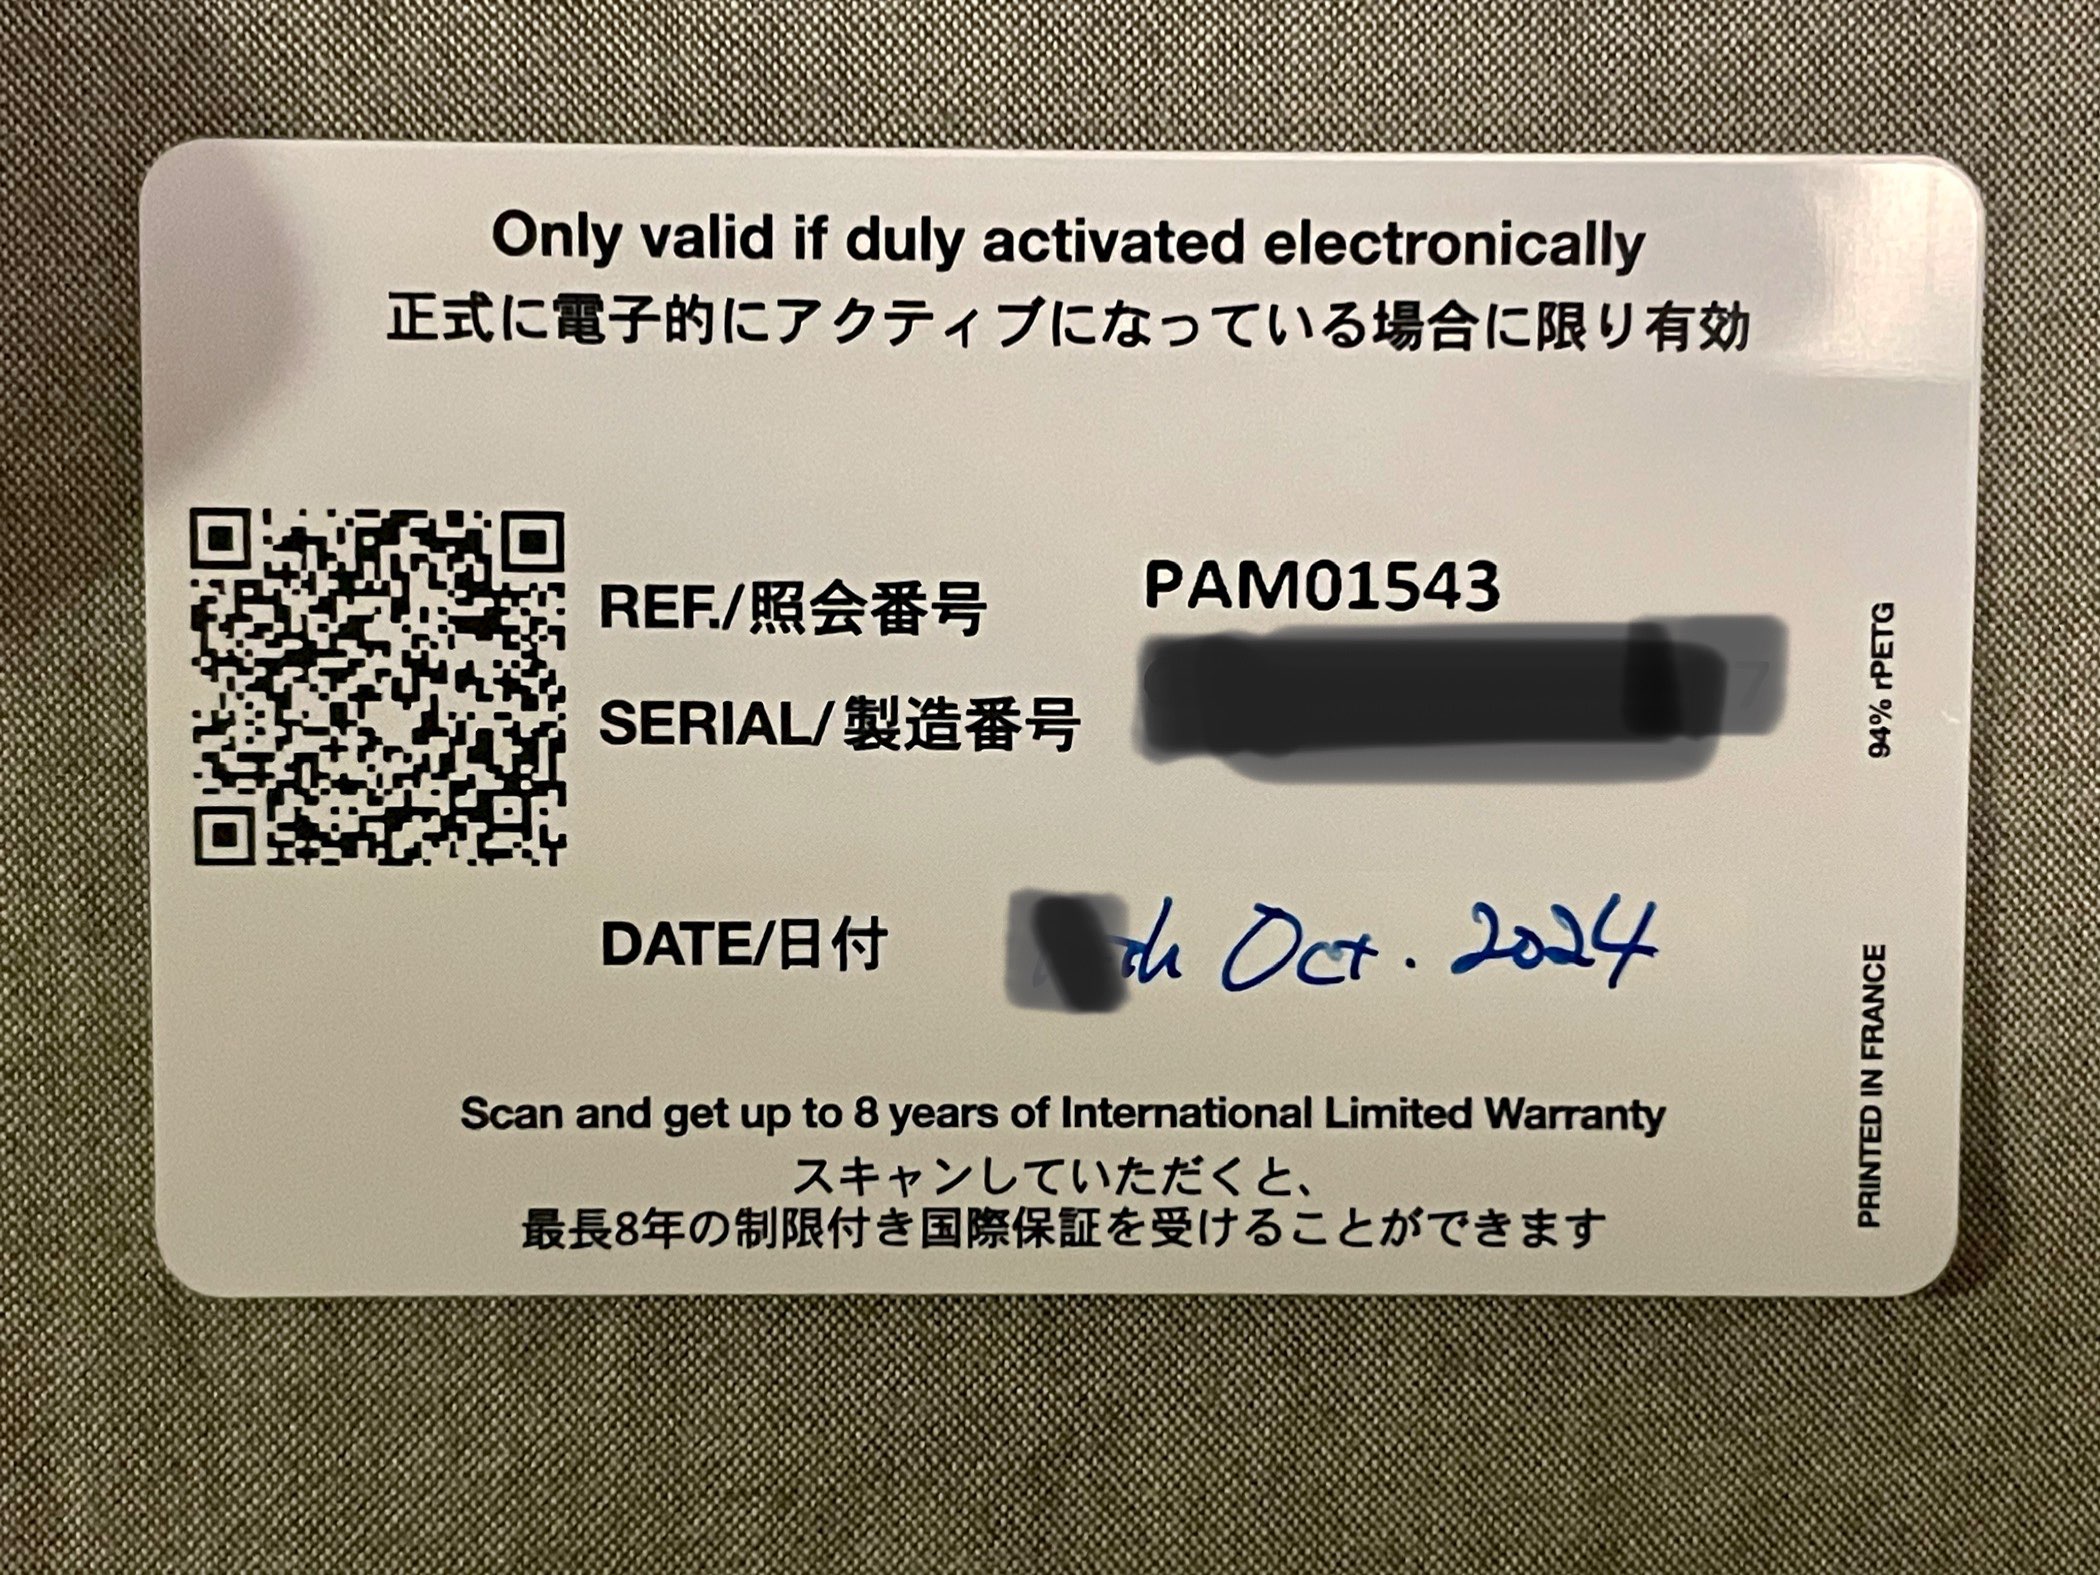 Only valid if duly activated electronically
正式に電子的にアクティブになっている場合に限り有効
REF./照会番号 PAM01543
SERIAL/製造番号
DATE/日付 th Oct. 2024
Scan and get up to 8 years of International Limited Warranty
スキャンしていただくと、
最長8年の制限付き国際保証を受けることができます
94% rPETG
PRINTED IN FRANCE